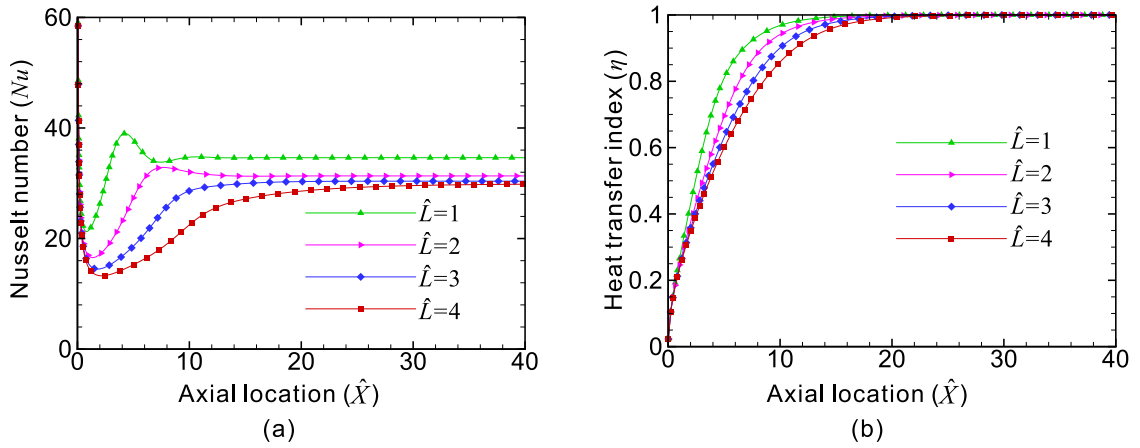 60
40
20
0
0
10
20
30
40
Nusselt number (Nu)
Axial location (X̂)
L̂=1
L̂=2
L̂=3
L̂=4
(a)
1
0.8
0.6
0.4
0.2
0
0
10
20
30
40
Heat transfer index (η)
Axial location (X̂)
L̂=1
L̂=2
L̂=3
L̂=4
(b)